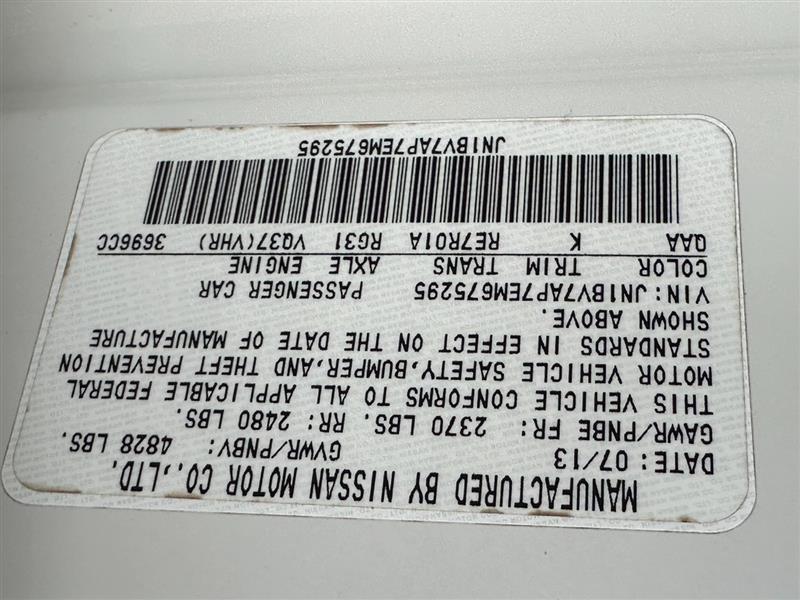 MANUFACTURED BY NISSAN MOTOR CO.,LTD.
DATE: 07/13 GVWR/PNBV: 4828 LBS.
GAWR/PNBE FR: 2370 LBS. RR: 2480 LBS.
THIS VEHICLE CONFORMS TO ALL APPLICABLE FEDERAL
MOTOR VEHICLE SAFETY,BUMPER,AND THEFT PREVENTION
STANDARDS IN EFFECT ON THE DATE OF MANUFACTURE
SHOWN ABOVE.
VIN:JN1BV7AP7EM675295 PASSENGER CAR
COLOR TRIM TRANS AXLE ENGINE
QAA K RE7R01A RG31 VQ37(VHR) 3696CC
JN1BV7AP7EM675295